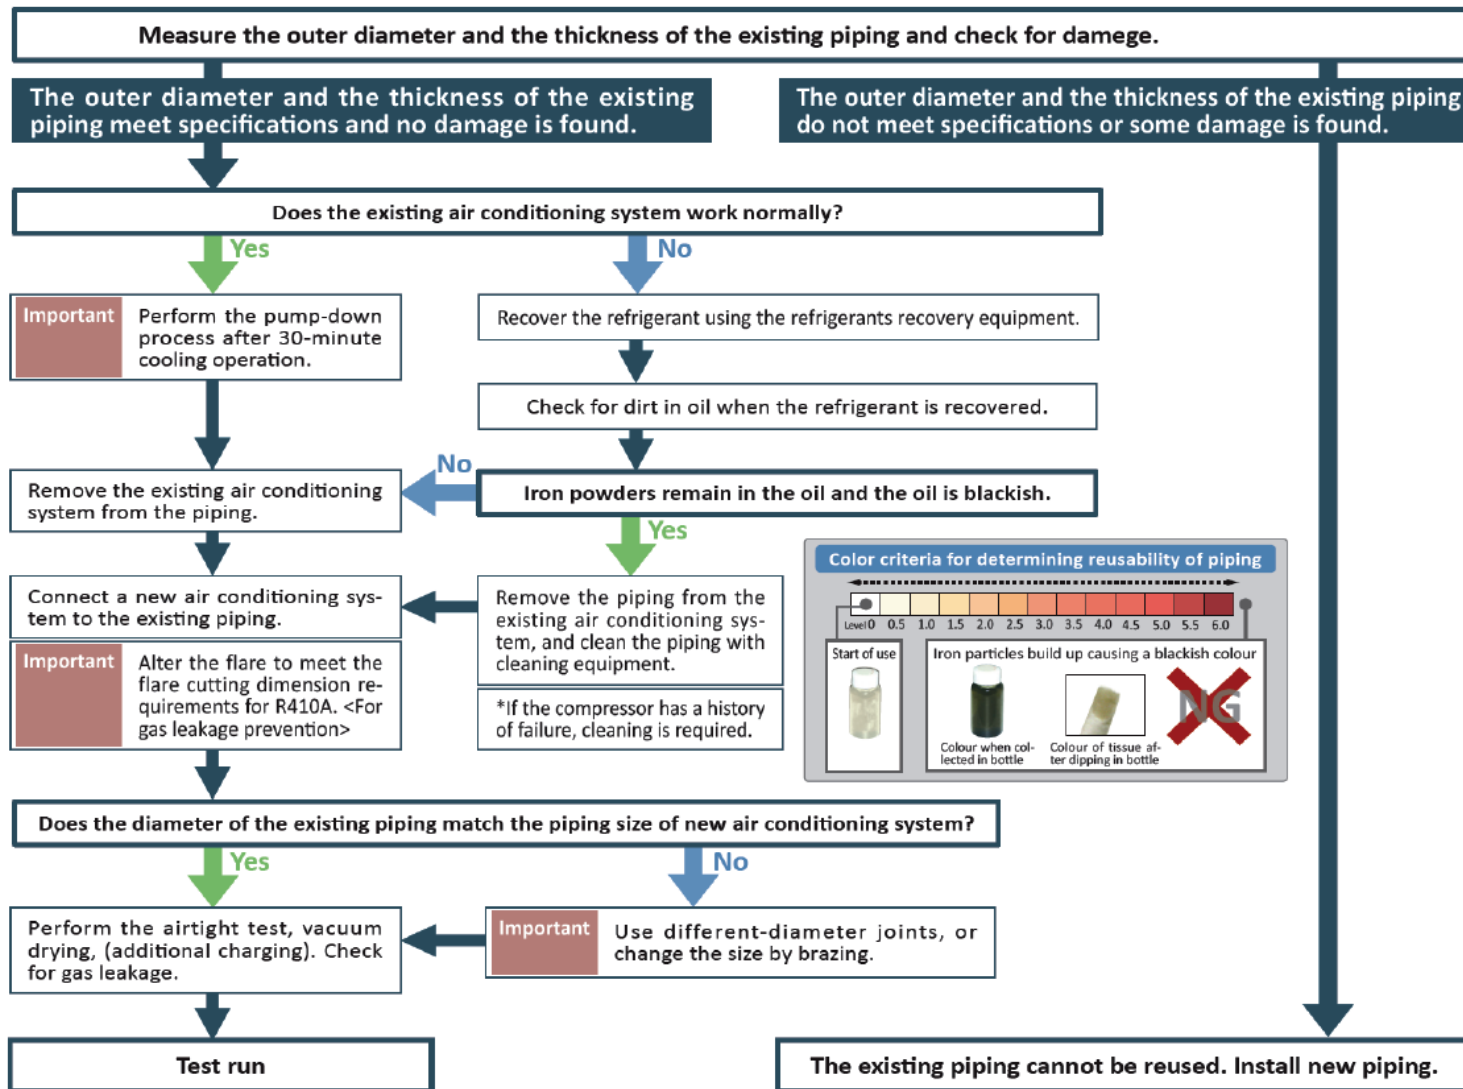 Measure the outer diameter and the thickness of the existing piping and check for damege.
The outer diameter and the thickness of the existing
piping meet specifications and no damage is found.
The outer diameter and the thickness of the existing piping
do not meet specifications or some damage is found.
Does the existing air conditioning system work normally?
Yes
No
Important
Perform the pump-down
process after 30-minute
cooling operation.
Recover the refrigerant using the refrigerants recovery equipment.
Check for dirt in oil when the refrigerant is recovered.
No
Remove the existing air conditioning
system from the piping.
Iron powders remain in the oil and the oil is blackish.
Yes
Connect a new air conditioning sys-
tem to the existing piping.
Important
Alter the flare to meet the
flare cutting dimension re-
quirements for R410A. <For
gas leakage prevention>
Remove the piping from the
existing air conditioning sys-
tem, and clean the piping with
cleaning equipment.
*If the compressor has a history
of failure, cleaning is required.
Color criteria for determining reusability of piping
Level 0 0.5 1.0 1.5 2.0 2.5 3.0 3.5 4.0 4.5 5.0 5.5 6.0
Start of use
Iron particles build up causing a blackish colour
NG
Colour when col-
lected in bottle
Colour of tissue af-
ter dipping in bottle
Does the diameter of the existing piping match the piping size of new air conditioning system?
Yes
No
Perform the airtight test, vacuum
drying, (additional charging). Check
for gas leakage.
Important
Use different-diameter joints, or
change the size by brazing.
Test run
The existing piping cannot be reused. Install new piping.